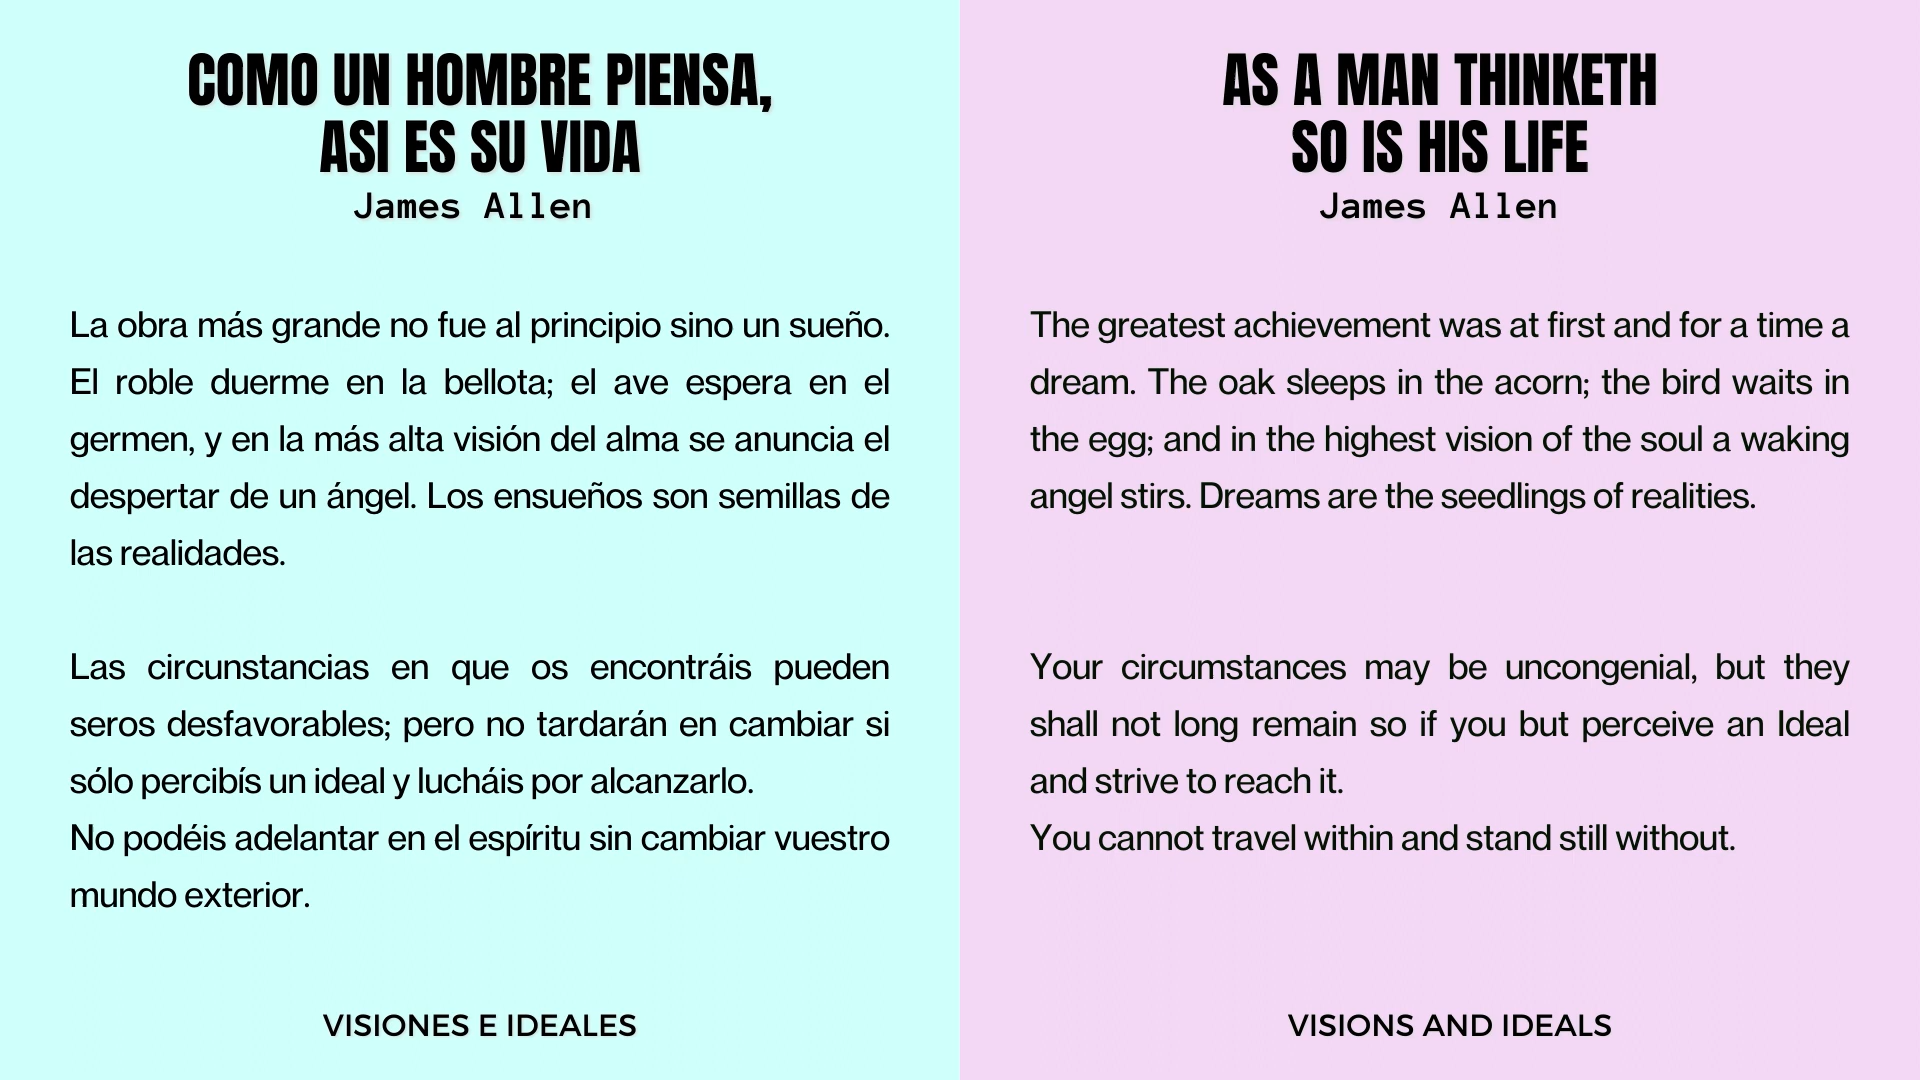 COMO UN HOMBRE PIENSA,
ASI ES SU VIDA
James Allen
La obra más grande no fue al principio sino un sueño.
El roble duerme en la bellota; el ave espera en el
germen, y en la más alta visión del alma se anuncia el
despertar de un ángel. Los ensueños son semillas de
las realidades.
Las circunstancias en que os encontráis pueden
seros desfavorables; pero no tardarán en cambiar si
sólo percibís un ideal y lucháis por alcanzarlo.
No podéis adelantar en el espíritu sin cambiar vuestro
mundo exterior.
VISIONES E IDEALES
AS A MAN THINKETH
SO IS HIS LIFE
James Allen
The greatest achievement was at first and for a time a
dream. The oak sleeps in the acorn; the bird waits in
the egg; and in the highest vision of the soul a waking
angel stirs. Dreams are the seedlings of realities.
Your circumstances may be uncongenial, but they
shall not long remain so if you but perceive an Ideal
and strive to reach it.
You cannot travel within and stand still without.
VISIONS AND IDEALS